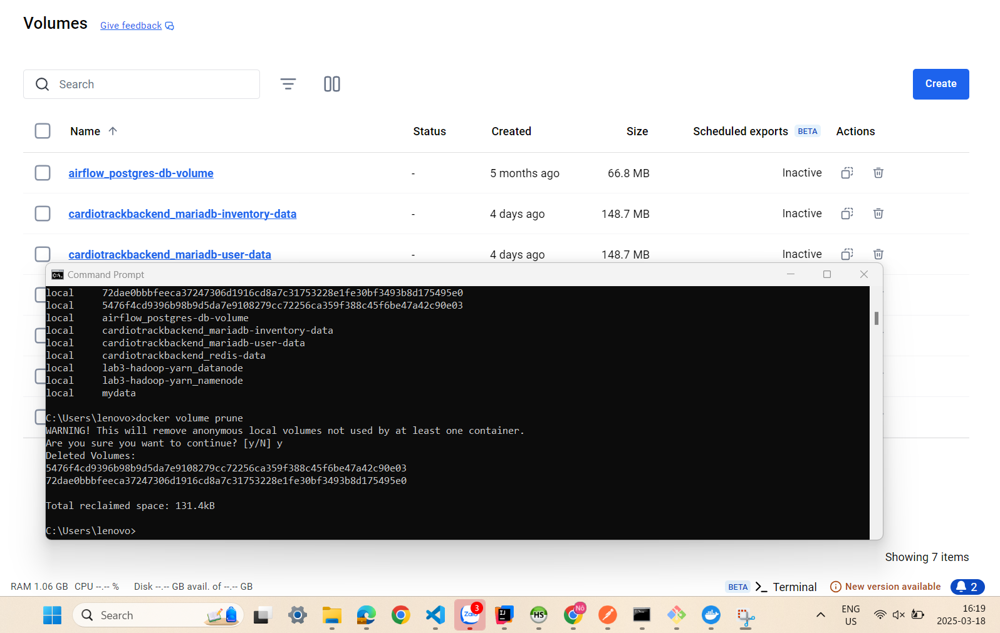 Volumes Give feedback
Search
Create
Name Status Created Size Scheduled exports BETA Actions
airflow_postgres-db-volume - 5 months ago 66.8 MB Inactive
cardiotrackbackend_mariadb-inventory-data - 4 days ago 148.7 MB Inactive
cardiotrackbackend_mariadb-user-data - 4 days ago 148.7 MB Inactive
Command Prompt
local 72dae0bbbfeeca37247306d1916cd8a7c31753228e1fe30bf3493b8d175495e0
local 5476f4cd9396b98b9d5da7e9108279cc72256ca359f388c45f6be47a42c90e03
local airflow_postgres-db-volume
local cardiotrackbackend_mariadb-inventory-data
local cardiotrackbackend_mariadb-user-data
local cardiotrackbackend_redis-data
local lab3-hadoop-yarn_datanode
local lab3-hadoop-yarn_namenode
local mydata
C:\Users\lenovo>docker volume prune
WARNING! This will remove anonymous local volumes not used by at least one container.
Are you sure you want to continue? [y/N] y
Deleted Volumes:
5476f4cd9396b98b9d5da7e9108279cc72256ca359f388c45f6be47a42c90e03
72dae0bbbfeeca37247306d1916cd8a7c31753228e1fe30bf3493b8d175495e0
Total reclaimed space: 131.4kB
C:\Users\lenovo>
Showing 7 items
RAM 1.06 GB CPU --.-- % Disk --.-- GB avail. of --.-- GB BETA Terminal New version available 2
Search Zalo 3 IJ HS Nô ENG US 16:19
2025-03-18